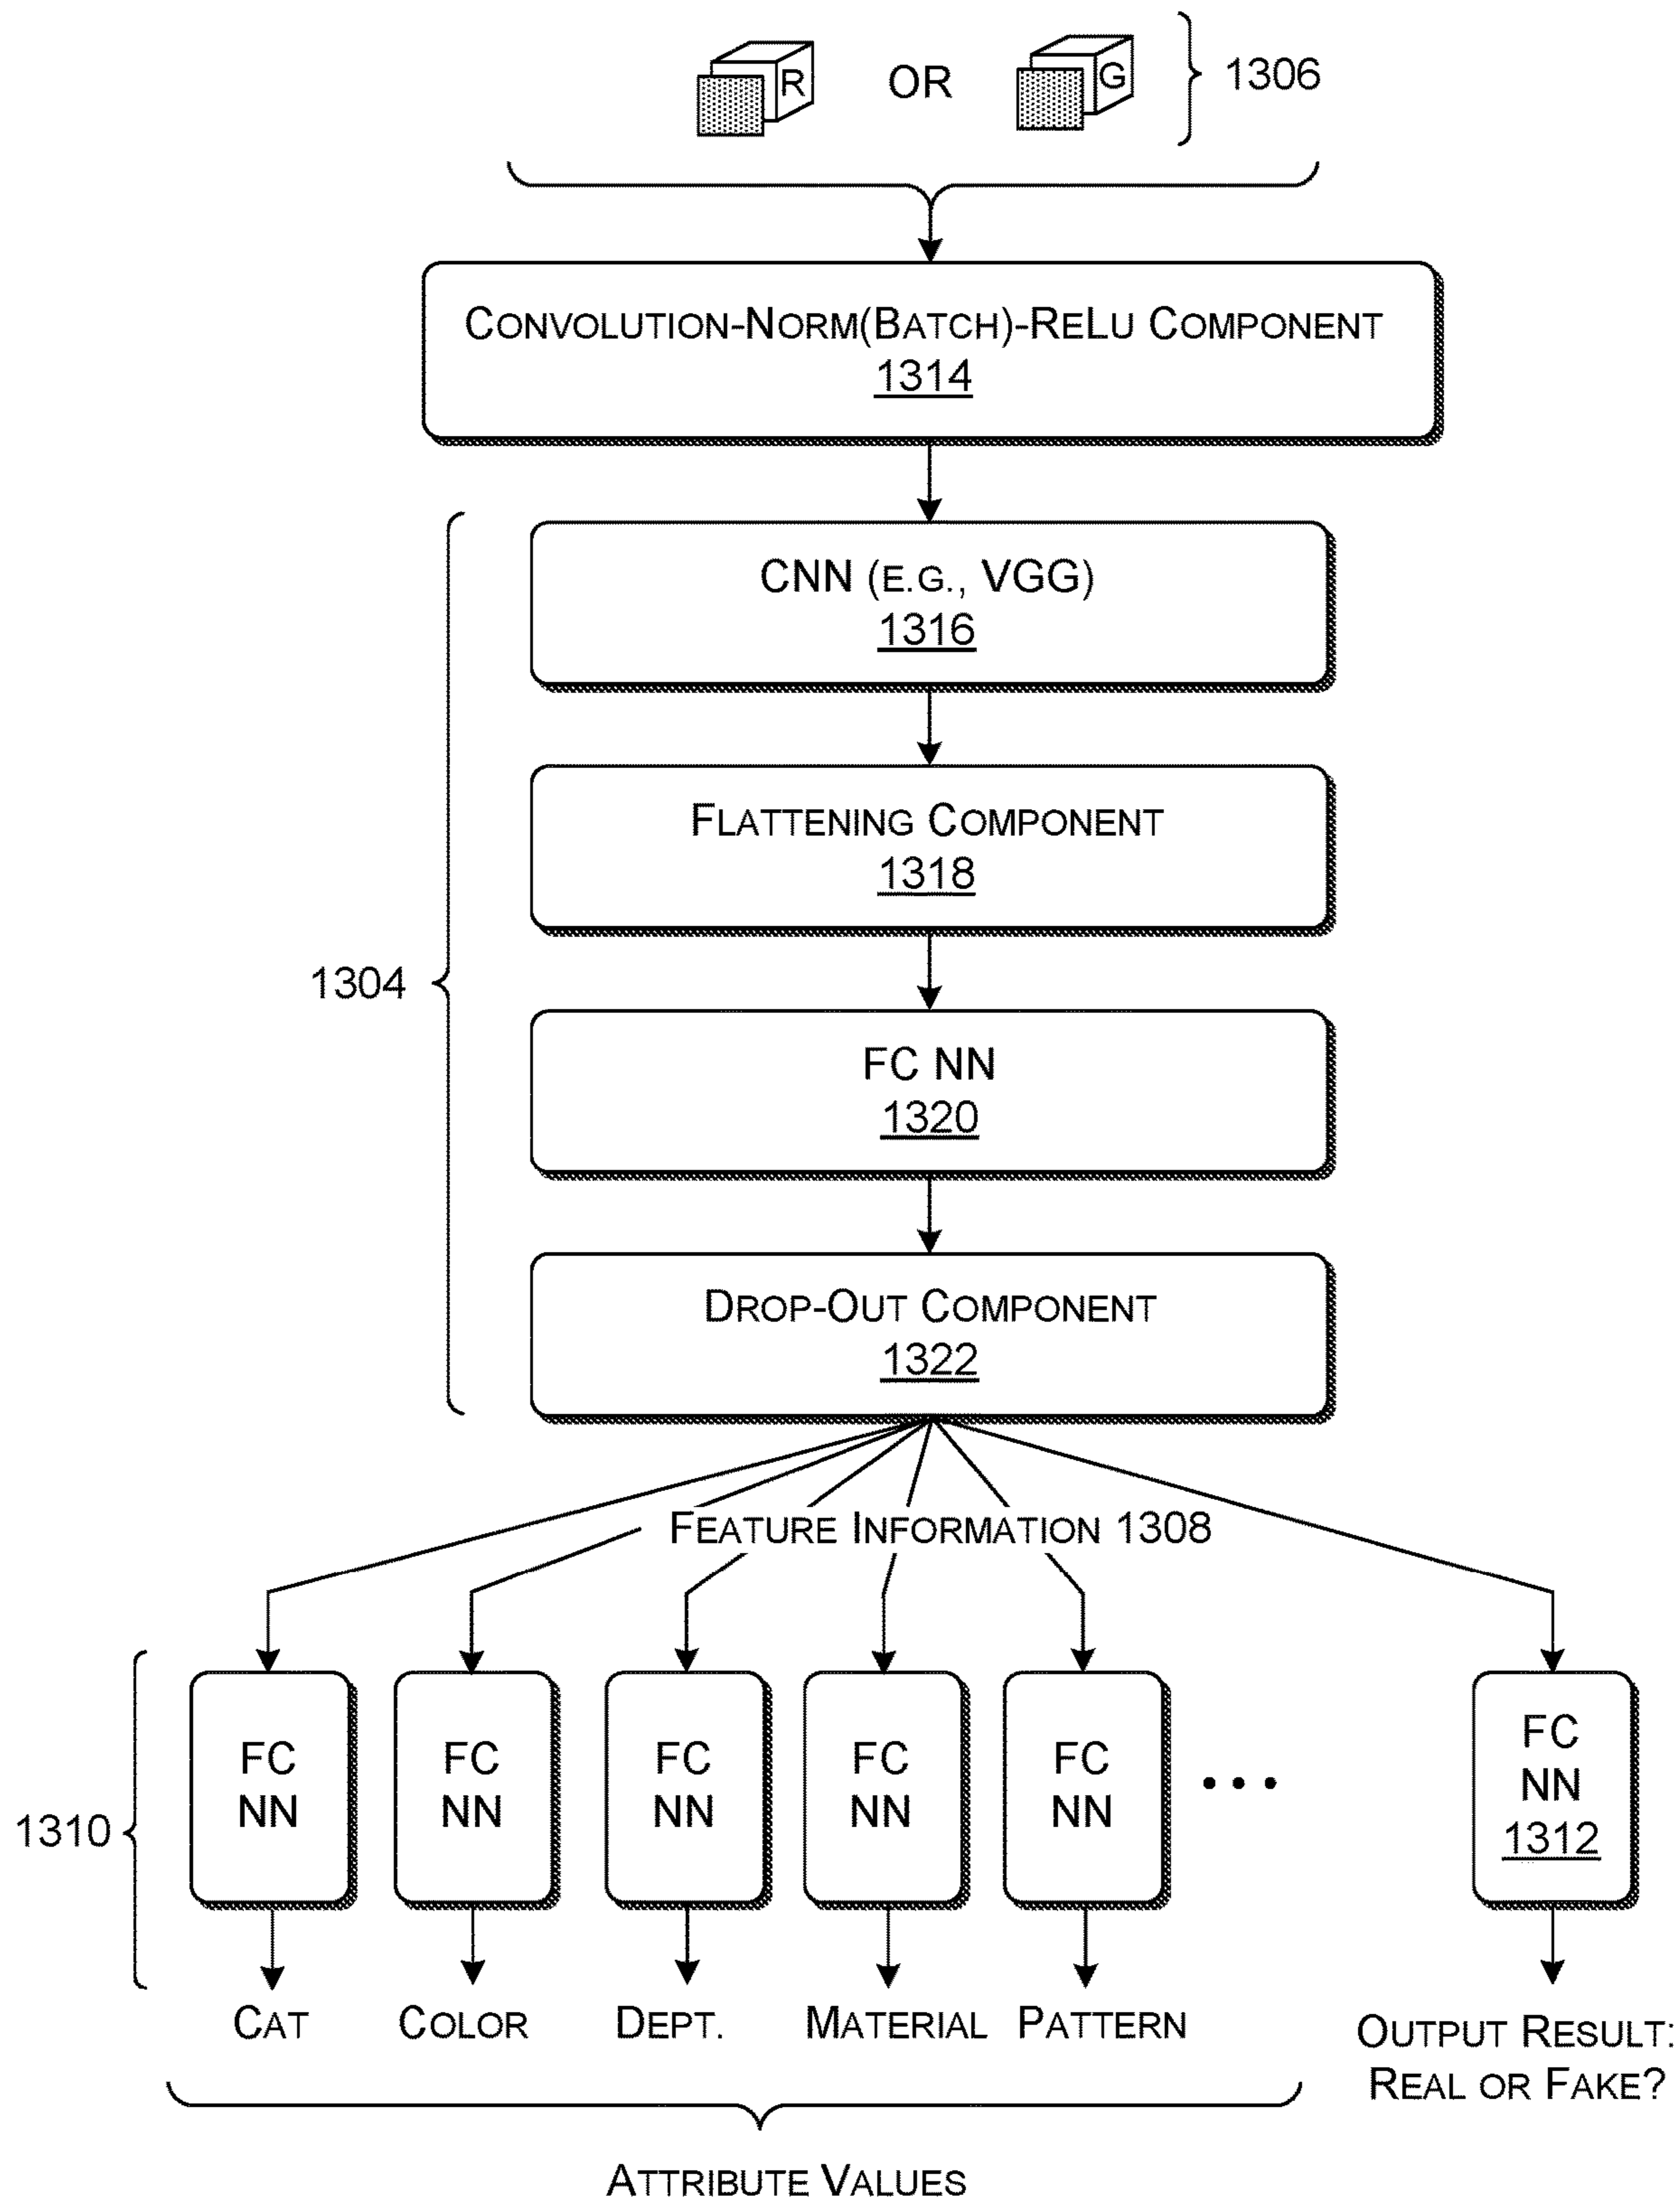 R OR G 1306
CONVOLUTION-NORM(BATCH)-RELU COMPONENT
1314
CNN (E.G., VGG)
1316
FLATTENING COMPONENT
1318
1304
FC NN
1320
DROP-OUT COMPONENT
1322
FEATURE INFORMATION 1308
1310
FC
NN
FC
NN
FC
NN
FC
NN
FC
NN
• • •
FC
NN
1312
CAT
COLOR
DEPT.
MATERIAL
PATTERN
OUTPUT RESULT:
REAL OR FAKE?
ATTRIBUTE VALUES